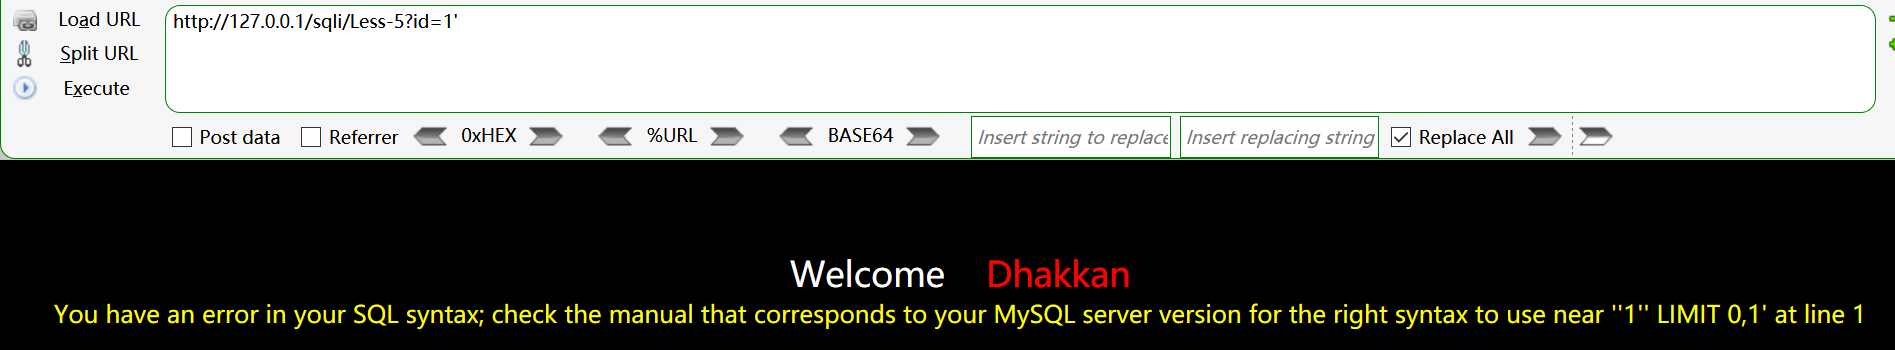 Load URL
http://127.0.0.1/sqli/Less-5?id=1'
Split URL
Execute
Post data Referrer 0xHEX %URL BASE64 Insert string to replace Insert replacing string Replace All
Welcome Dhakkan
You have an error in your SQL syntax; check the manual that corresponds to your MySQL server version for the right syntax to use near ''1'' LIMIT 0,1' at line 1